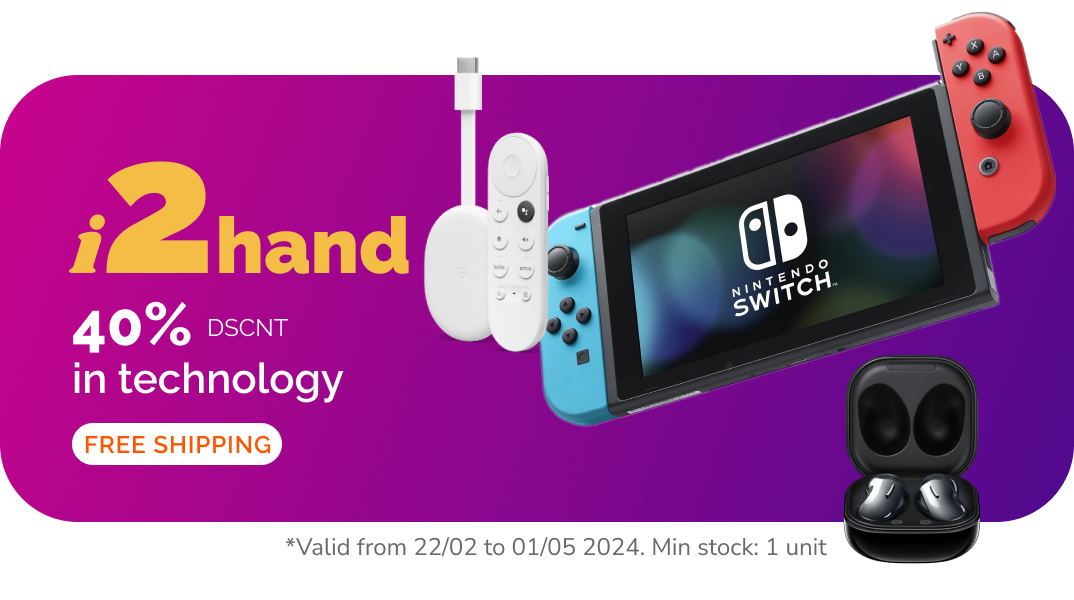 i2hand
40% DSCNT
in technology
FREE SHIPPING
X
A
Y
B
NINTENDO
SWITCH™
G
*Valid from 22/02 to 01/05 2024. Min stock: 1 unit